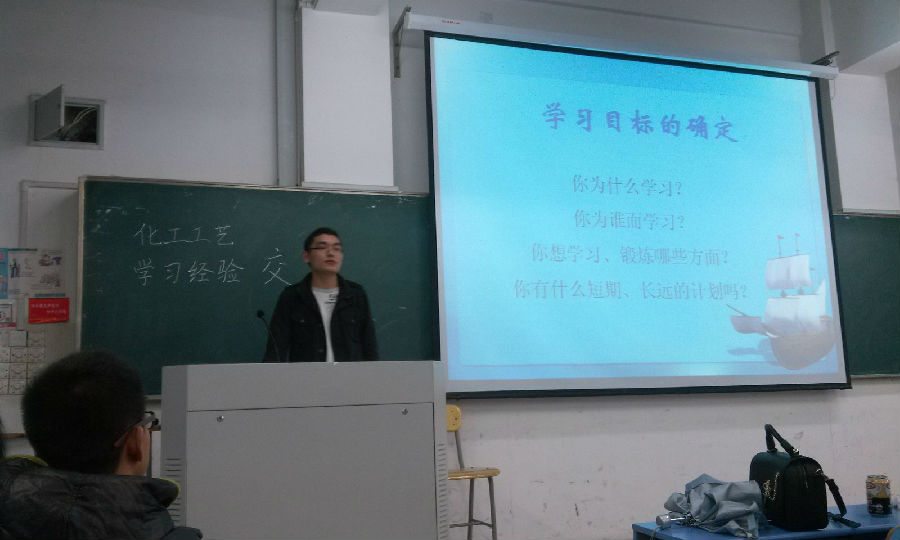 化工工艺
学习经验 交
学习目标的确定
你为什么学习？
你为谁而学习？
你想学习、锻炼哪些方面？
你有什么短期、长远的计划吗？